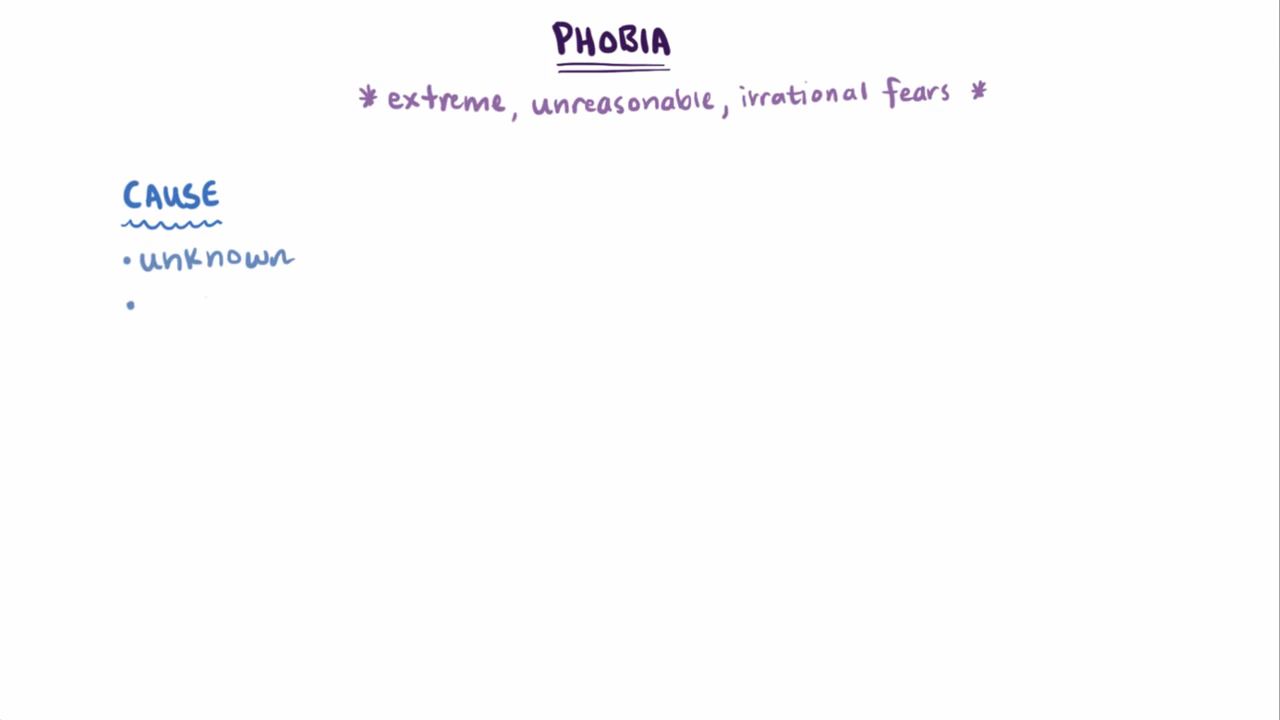 PHOBIA
* extreme, unreasonable, irrational fears *
CAUSE
• unknown
•